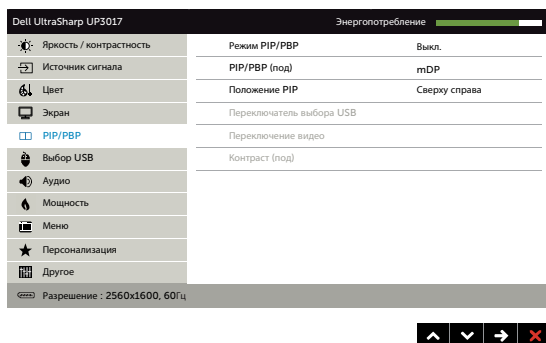 Dell UltraSharp UP3017 Энергопотребление
Яркость / контрастность Режим PIP/PBP Выкл.
Источник сигнала PIP/PBP (под) mDP
Цвет Положение PIP Сверху справа
Экран Переключатель выбора USB
PIP/PBP Переключение видео
Выбор USB Контраст (под)
Аудио
Мощность
Меню
Персонализация
Другое
Разрешение : 2560x1600, 60Гц